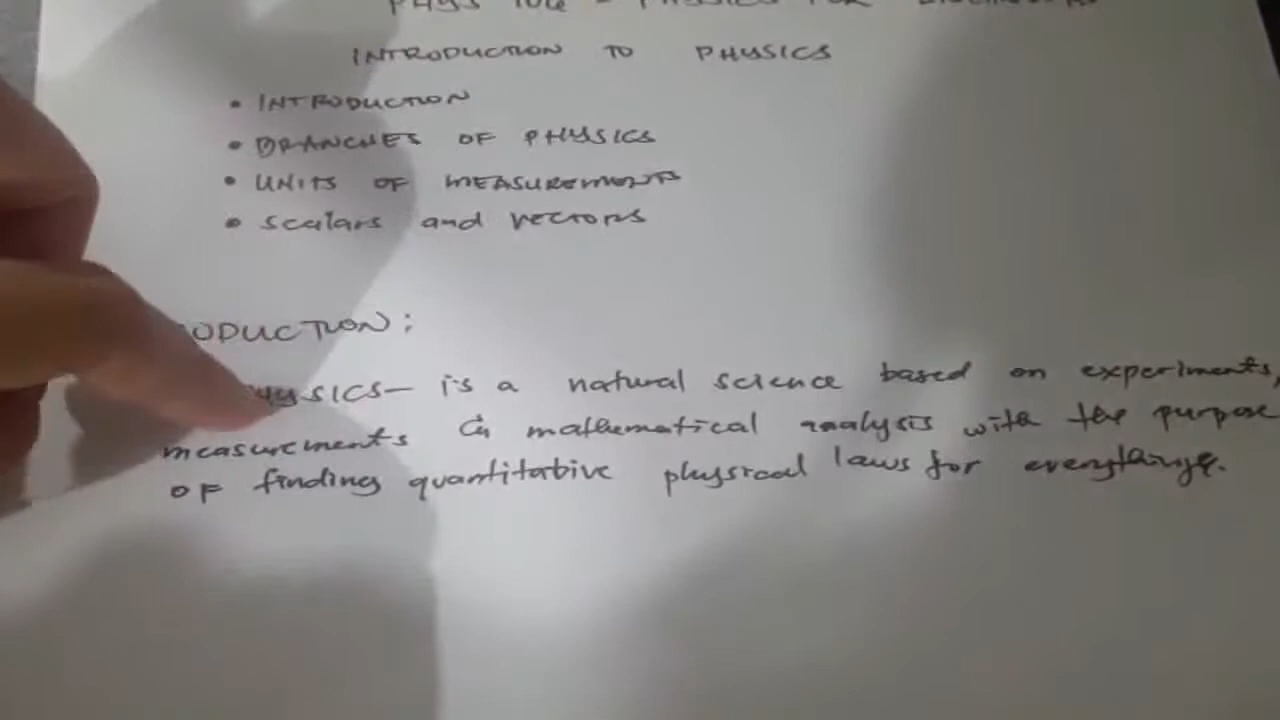 INTRODUCTION TO PHYSICS
• INTRODUCTION
• BRANCHES OF PHYSICS
• UNITS OF MEASUREMENTS
• Scalars and vectors
ODUCTION:
HYSICS- is a natural science based on experiments,
measurements & mathematical analysis with the purpose
OF finding quantitative physical laws for everything.